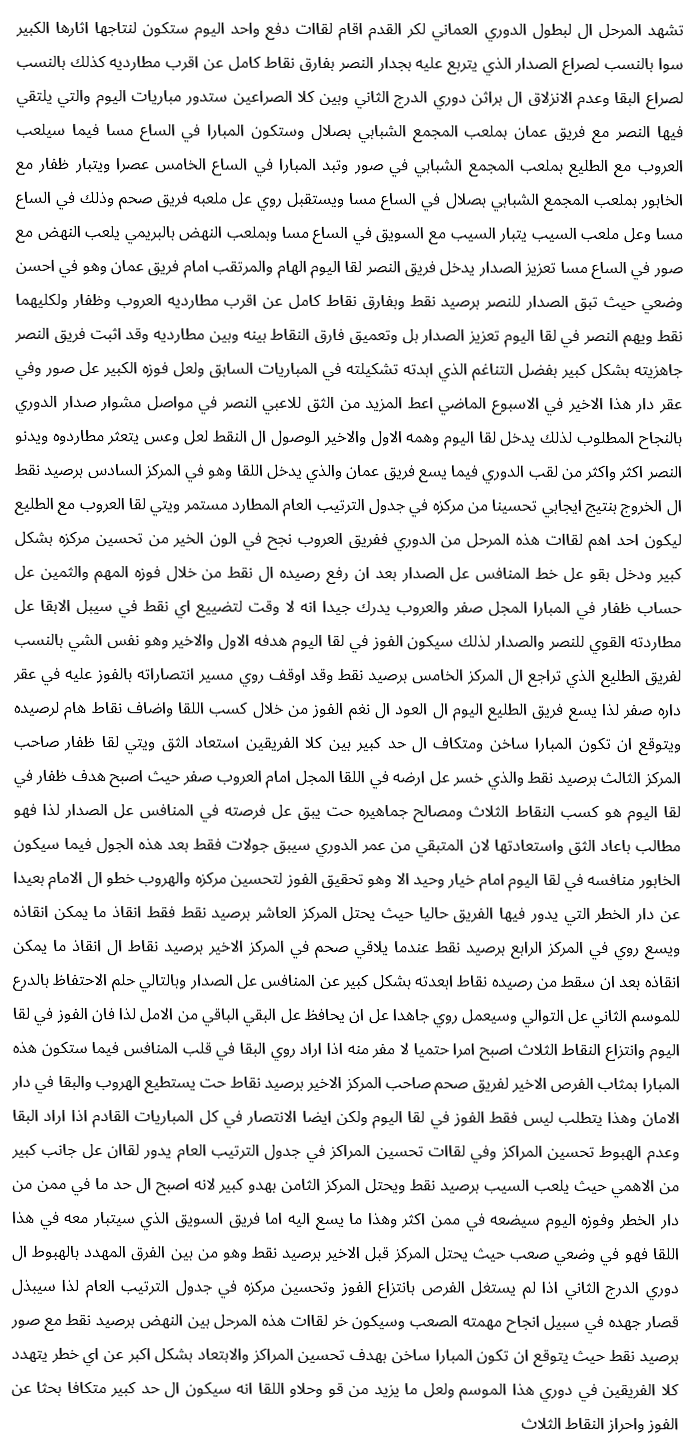 تشهد المرحل ال لبطول الدوري العماني لكر القدم اقام لقاات دفع واحد اليوم ستكون لنتاجها اثارها الكبير
سوا بالنسب لصراع الصدار الذي يتربع عليه بجدار النصر بفارق نقاط كامل عن اقرب مطارديه كذلك بالنسب
لصراع البقا وعدم الانزلاق ال براثن دوري الدرج الثاني وبين كلا الصراعين ستدور مباريات اليوم والتي يلتقي
فيها النصر مع فريق عمان بملعب المجمع الشبابي بصلال وستكون المبارا في الساع مسا فيما سيلعب
العروب مع الطليع بملعب المجمع الشبابي في صور وتبد المبارا في الساع الخامس عصرا ويتبار ظفار مع
الخابور بملعب المجمع الشبابي بصلال في الساع مسا ويستقبل روي عل ملعبه فريق صحم وذلك في الساع
مسا وعل ملعب السيب يتبار السيب مع السويق في الساع مسا وبملعب النهض بالبريمي يلعب النهض مع
صور في الساع مسا تعزيز الصدار يدخل فريق النصر لقا اليوم الهام والمرتقب امام فريق عمان وهو في احسن
وضعي حيث تبق الصدار للنصر برصيد نقط وبفارق نقاط كامل عن اقرب مطارديه العروب وظفار ولكليهما
نقط ويهم النصر في لقا اليوم تعزيز الصدار بل وتعميق فارق النقاط بينه وبين مطارديه وقد اثبت فريق النصر
جاهزيته بشكل كبير بفضل التناغم الذي ابدته تشكيلته في المباريات السابق ولعل فوزه الكبير عل صور وفي
عقر دار هذا الاخير في الاسبوع الماضي اعط المزيد من الثق للاعبي النصر في مواصل مشوار صدار الدوري
بالنجاح المطلوب لذلك يدخل لقا اليوم وهمه الاول والاخير الوصول ال النقط لعل وعس يتعثر مطاردوه ويدنو
النصر اكثر واكثر من لقب الدوري فيما يسع فريق عمان والذي يدخل اللقا وهو في المركز السادس برصيد نقط
ال الخروج بنتيج ايجابي تحسينا من مركزه في جدول الترتيب العام المطارد مستمر ويتي لقا العروب مع الطليع
ليكون احد اهم لقاات هذه المرحل من الدوري ففريق العروب نجح في الون الخير من تحسين مركزه بشكل
كبير ودخل بقو عل خط المنافس عل الصدار بعد ان رفع رصيده ال نقط من خلال فوزه المهم والثمين عل
حساب ظفار في المبارا المجل صفر والعروب يدرك جيدا انه لا وقت لتضييع اي نقط في سيبل الابقا عل
مطاردته القوي للنصر والصدار لذلك سيكون الفوز في لقا اليوم هدفه الاول والاخير وهو نفس الشي بالنسب
لفريق الطليع الذي تراجع ال المركز الخامس برصيد نقط وقد اوقف روي مسير انتصاراته بالفوز عليه في عقر
داره صفر لذا يسع فريق الطليع اليوم ال العود ال نغم الفوز من خلال كسب اللقا واضاف نقاط هام لرصيده
ويتوقع ان تكون المبارا ساخن ومتكاف ال حد كبير بين كلا الفريقين استعاد الثق ويتي لقا ظفار صاحب
المركز الثالث برصيد نقط والذي خسر عل ارضه في اللقا المجل امام العروب صفر حيث اصبح هدف ظفار في
لقا اليوم هو كسب النقاط الثلاث ومصالح جماهيره حت يبق عل فرصته في المنافس عل الصدار لذا فهو
مطالب باعاد الثق واستعادتها لان المتبقي من عمر الدوري سيبق جولات فقط بعد هذه الجول فيما سيكون
الخابور منافسه في لقا اليوم امام خيار وحيد الا وهو تحقيق الفوز لتحسين مركزه والهروب خطو ال الامام بعيدا
عن دار الخطر التي يدور فيها الفريق حاليا حيث يحتل المركز العاشر برصيد نقط فقط انقاذ ما يمكن انقاذه
ويسع روي في المركز الرابع برصيد نقط عندما يلاقي صحم في المركز الاخير برصيد نقاط ال انقاذ ما يمكن
انقاذه بعد ان سقط من رصيده نقاط ابعدته بشكل كبير عن المنافس عل الصدار وبالتالي حلم الاحتفاظ بالدرع
للموسم الثاني عل التوالي وسيعمل روي جاهدا عل ان يحافظ عل البقي الباقي من الامل لذا فان الفوز في لقا
اليوم وانتزاع النقاط الثلاث اصبح امرا حتميا لا مفر منه اذا اراد روي البقا في قلب المنافس فيما ستكون هذه
المبارا بمثاب الفرص الاخير لفريق صحم صاحب المركز الاخير برصيد نقاط حت يستطيع الهروب والبقا في دار
الامان وهذا يتطلب ليس فقط الفوز في لقا اليوم ولكن ايضا الانتصار في كل المباريات القادم اذا اراد البقا
وعدم الهبوط تحسين المراكز وفي لقاات تحسين المراكز في جدول الترتيب العام يدور لقاان عل جانب كبير
من الاهمي حيث يلعب السيب برصيد نقط ويحتل المركز الثامن بهدو كبير لانه اصبح ال حد ما في ممن من
دار الخطر وفوزه اليوم سيضعه في ممن اكثر وهذا ما يسع اليه اما فريق السويق الذي سيتبار معه في هذا
اللقا فهو في وضعي صعب حيث يحتل المركز قبل الاخير برصيد نقط وهو من بين الفرق المهدد بالهبوط ال
دوري الدرج الثاني اذا لم يستغل الفرص بانتزاع الفوز وتحسين مركزه في جدول الترتيب العام لذا سيبذل
قصار جهده في سبيل انجاح مهمته الصعب وسيكون خر لقاات هذه المرحل بين النهض برصيد نقط مع صور
برصيد نقط حيث يتوقع ان تكون المبارا ساخن بهدف تحسين المراكز والابتعاد بشكل اكبر عن اي خطر يتهدد
كلا الفريقين في دوري هذا الموسم ولعل ما يزيد من قو وحلاو اللقا انه سيكون ال حد كبير متكافا بحثا عن
الفوز واحراز النقاط الثلاث